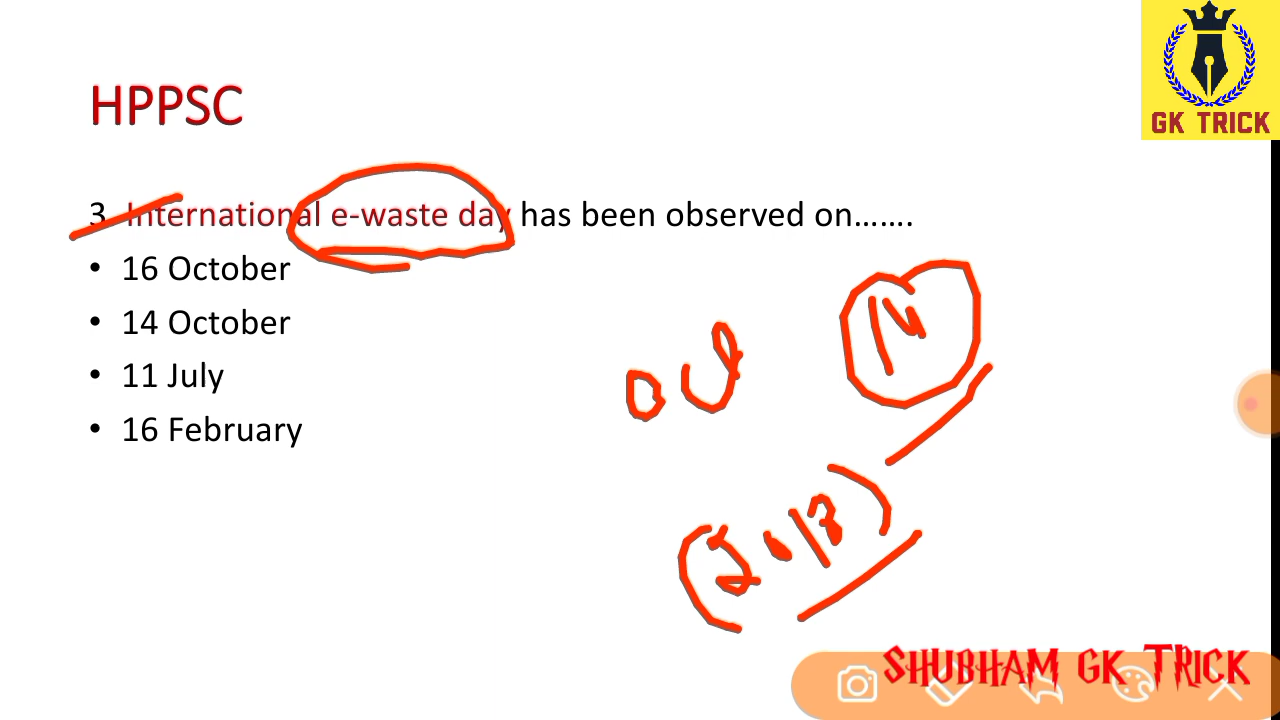 HPPSC
GK TRICK
3. International e-waste day has been observed on.......
• 16 October
• 14 October
• 11 July
• 16 February
Oct 14
(2018)
SHUBHAM GK TRICK